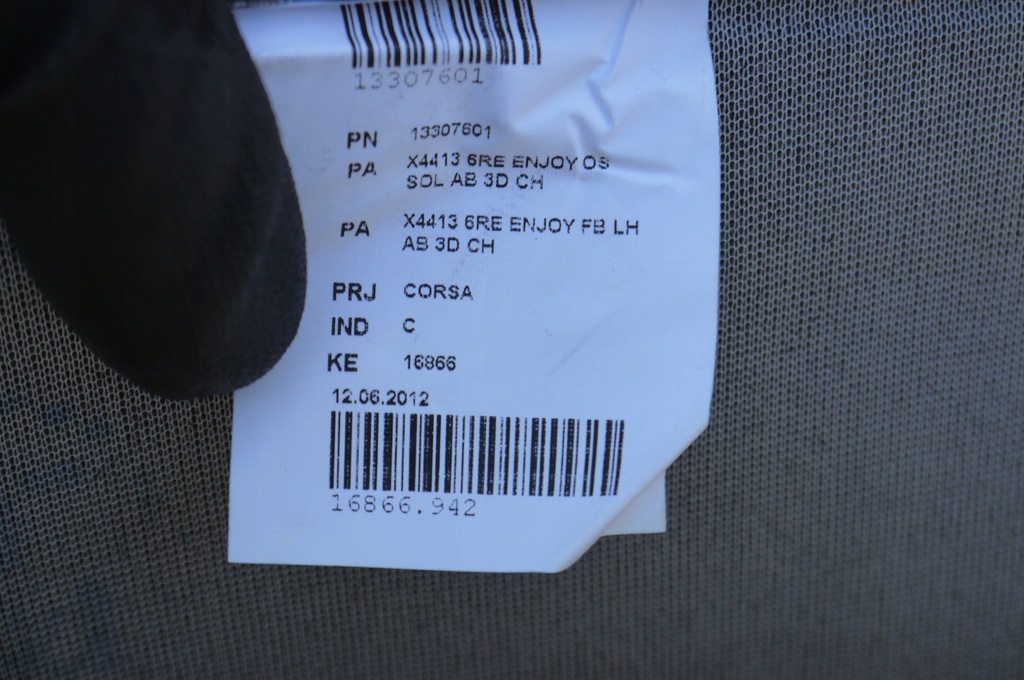 13307601
PN 13307601
PA X4413 6RE ENJOY OS
SOL AB 3D CH
PA X4413 6RE ENJOY FB LH
AB 3D CH
PRJ CORSA
IND C
KE 16866
12.06.2012
16866.942